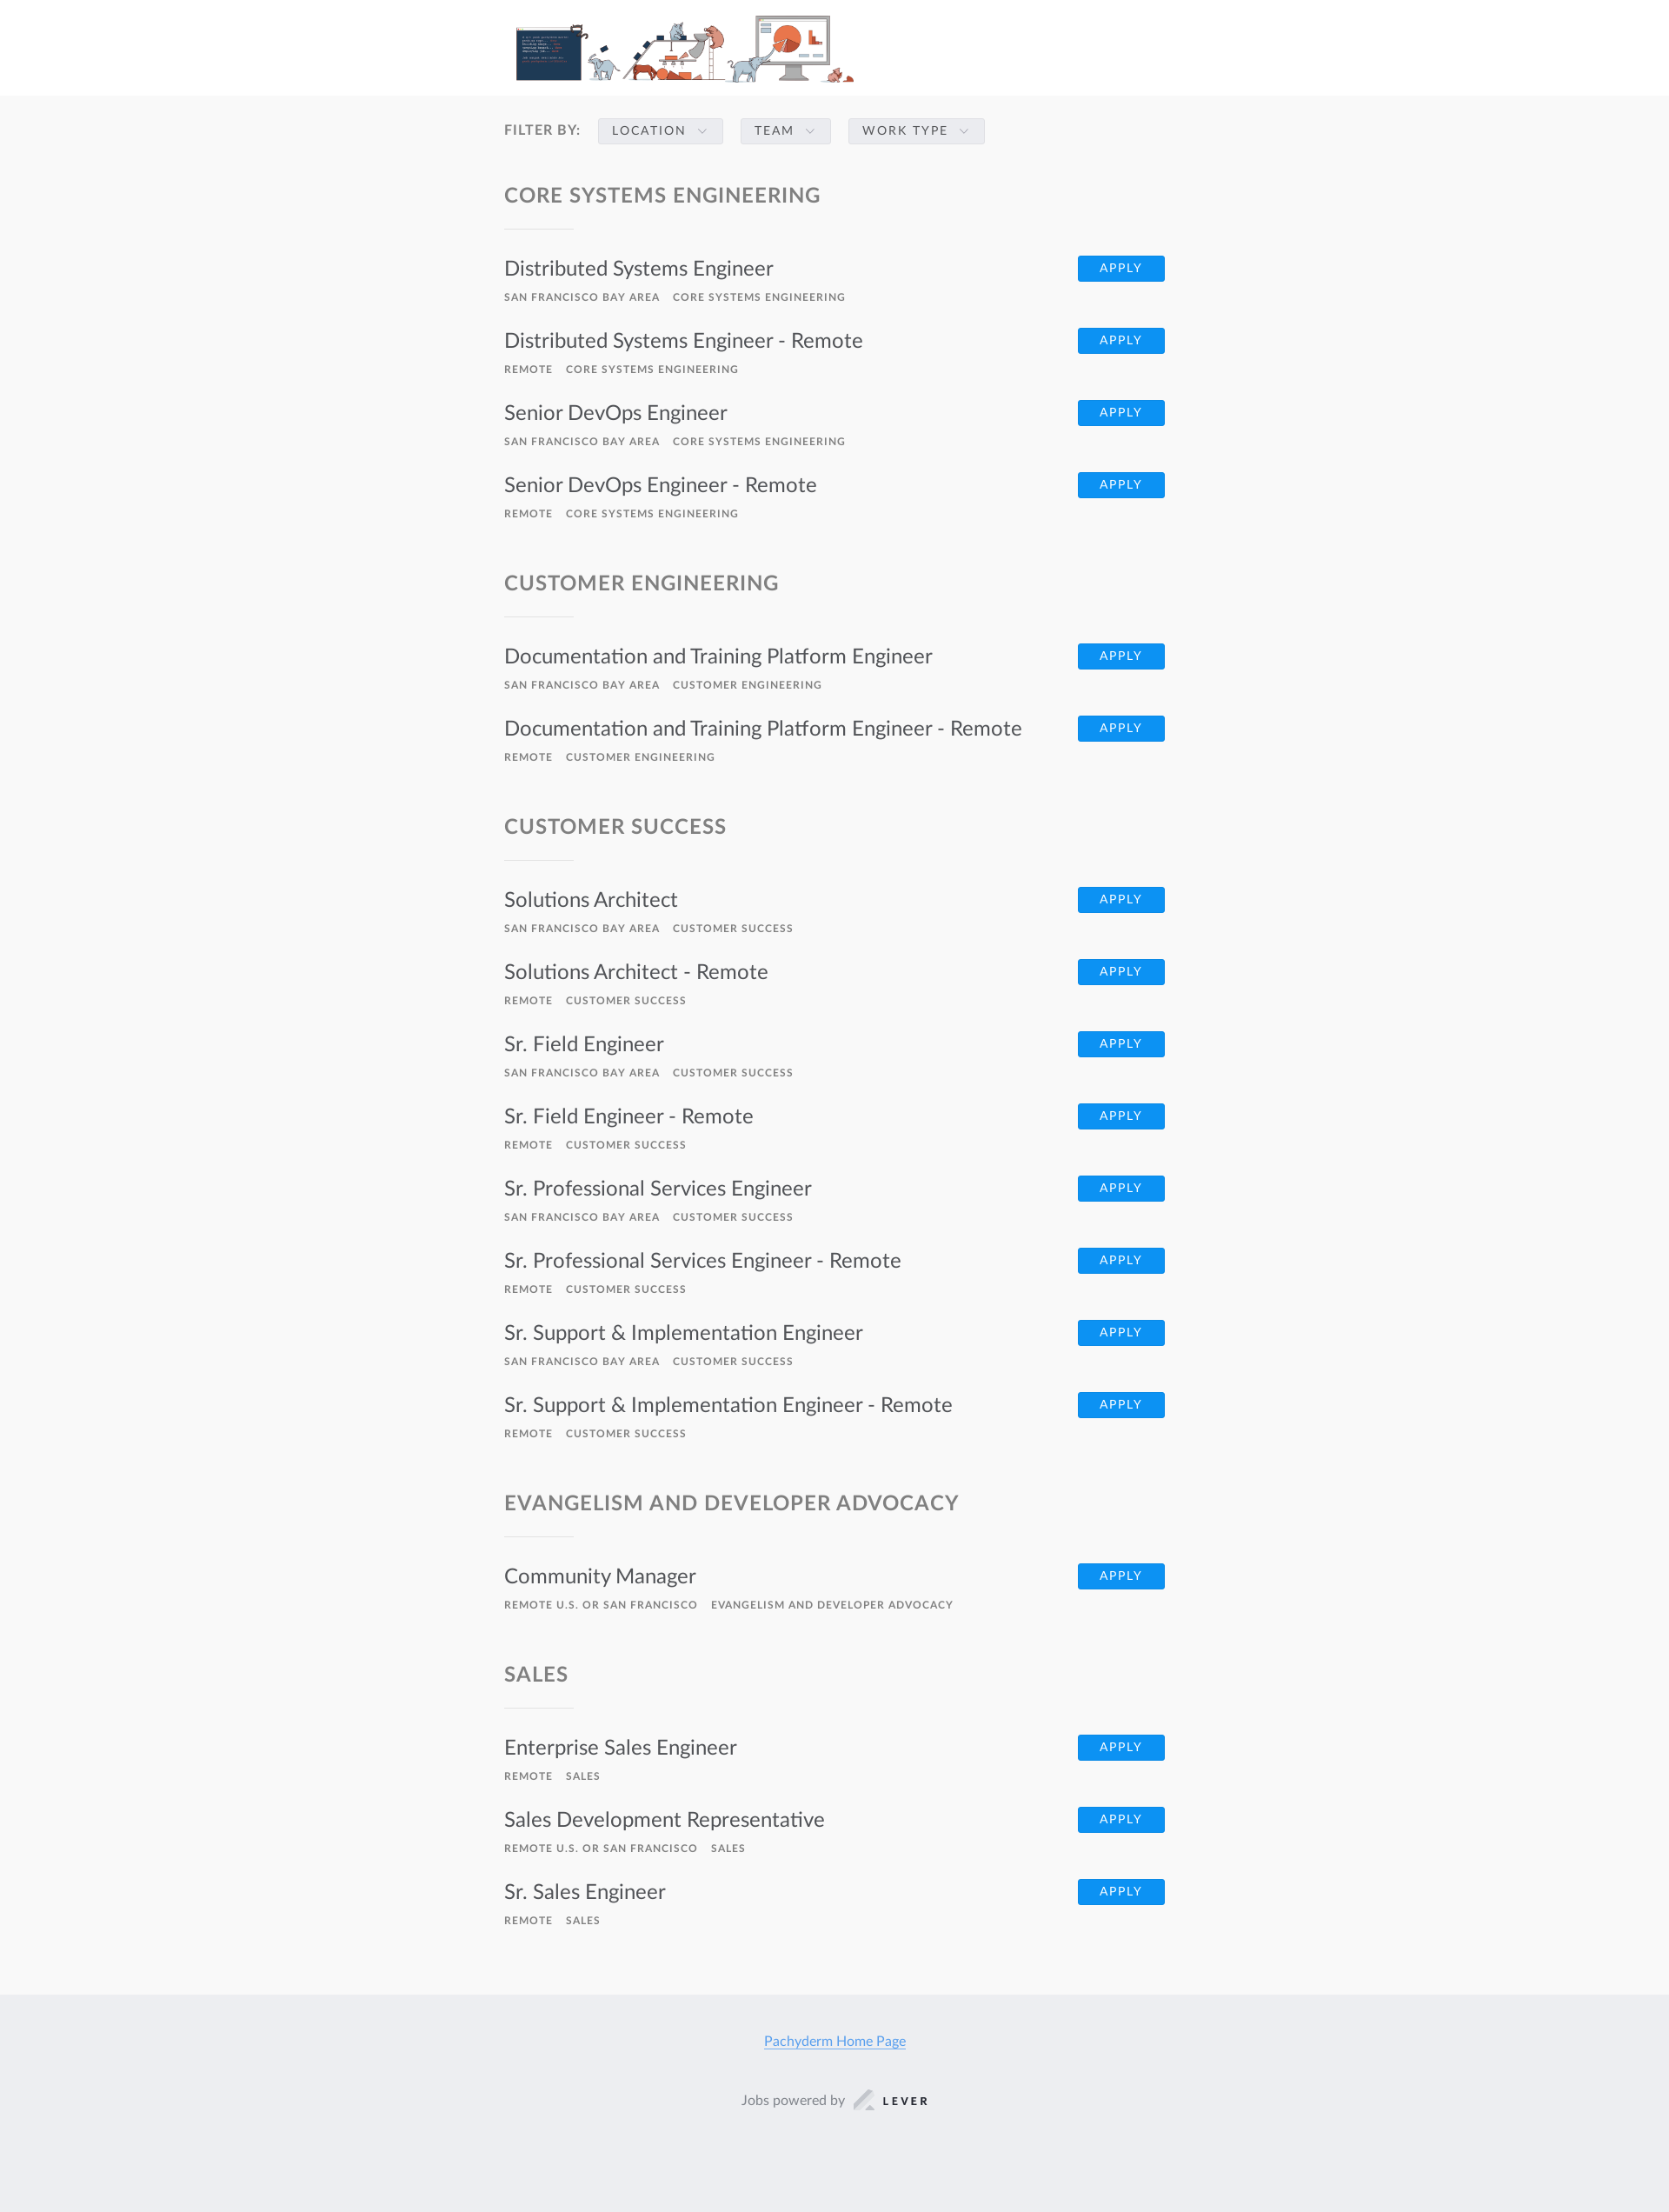 FILTER BY: LOCATION TEAM WORK TYPE
CORE SYSTEMS ENGINEERING
Distributed Systems Engineer APPLY
SAN FRANCISCO BAY AREA CORE SYSTEMS ENGINEERING
Distributed Systems Engineer - Remote APPLY
REMOTE CORE SYSTEMS ENGINEERING
Senior DevOps Engineer APPLY
SAN FRANCISCO BAY AREA CORE SYSTEMS ENGINEERING
Senior DevOps Engineer - Remote APPLY
REMOTE CORE SYSTEMS ENGINEERING
CUSTOMER ENGINEERING
Documentation and Training Platform Engineer APPLY
SAN FRANCISCO BAY AREA CUSTOMER ENGINEERING
Documentation and Training Platform Engineer - Remote APPLY
REMOTE CUSTOMER ENGINEERING
CUSTOMER SUCCESS
Solutions Architect APPLY
SAN FRANCISCO BAY AREA CUSTOMER SUCCESS
Solutions Architect - Remote APPLY
REMOTE CUSTOMER SUCCESS
Sr. Field Engineer APPLY
SAN FRANCISCO BAY AREA CUSTOMER SUCCESS
Sr. Field Engineer - Remote APPLY
REMOTE CUSTOMER SUCCESS
Sr. Professional Services Engineer APPLY
SAN FRANCISCO BAY AREA CUSTOMER SUCCESS
Sr. Professional Services Engineer - Remote APPLY
REMOTE CUSTOMER SUCCESS
Sr. Support & Implementation Engineer APPLY
SAN FRANCISCO BAY AREA CUSTOMER SUCCESS
Sr. Support & Implementation Engineer - Remote APPLY
REMOTE CUSTOMER SUCCESS
EVANGELISM AND DEVELOPER ADVOCACY
Community Manager APPLY
REMOTE U.S. OR SAN FRANCISCO EVANGELISM AND DEVELOPER ADVOCACY
SALES
Enterprise Sales Engineer APPLY
REMOTE SALES
Sales Development Representative APPLY
REMOTE U.S. OR SAN FRANCISCO SALES
Sr. Sales Engineer APPLY
REMOTE SALES
Pachyderm Home Page
Jobs powered by LEVER